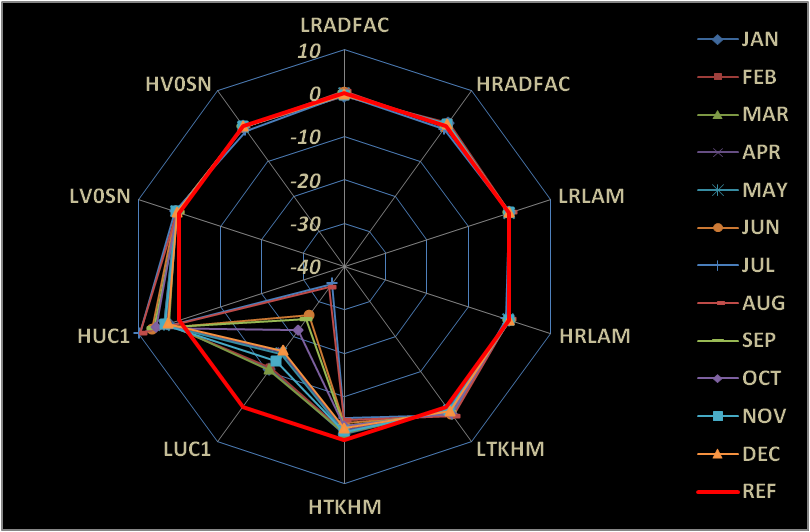 LRADFAC
10
HV0SN
HRADFAC
0
-10
-20
-30
-40
LV0SN
LRLAM
HUC1
HRLAM
LUC1
LTKHM
HTKHM
JAN
FEB
MAR
APR
MAY
JUN
JUL
AUG
SEP
OCT
NOV
DEC
REF